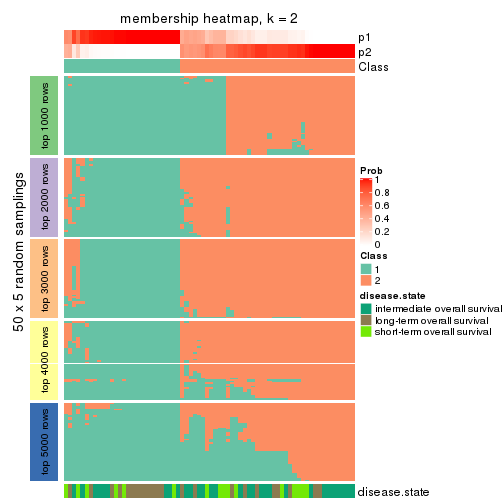 membership heatmap, k = 2
p1
p2
Class
50 x 5 random samplings
top 1000 rows
top 2000 rows
top 3000 rows
top 4000 rows
top 5000 rows
Prob
1
0.8
0.6
0.4
0.2
0
Class
1
2
disease.state
intermediate overall survival
long-term overall survival
short-term overall survival
disease.state